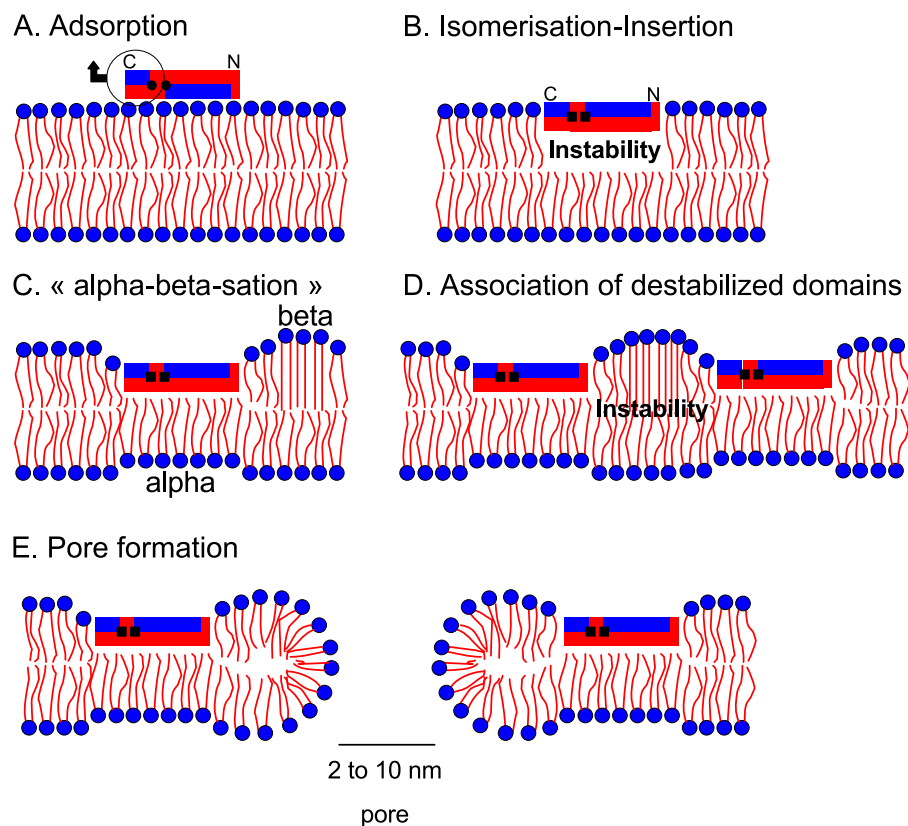 A. Adsorption
C N
B. Isomerisation-Insertion
C N
Instability
C. « alpha-beta-sation »
beta
alpha
D. Association of destabilized domains
Instability
E. Pore formation
2 to 10 nm
pore